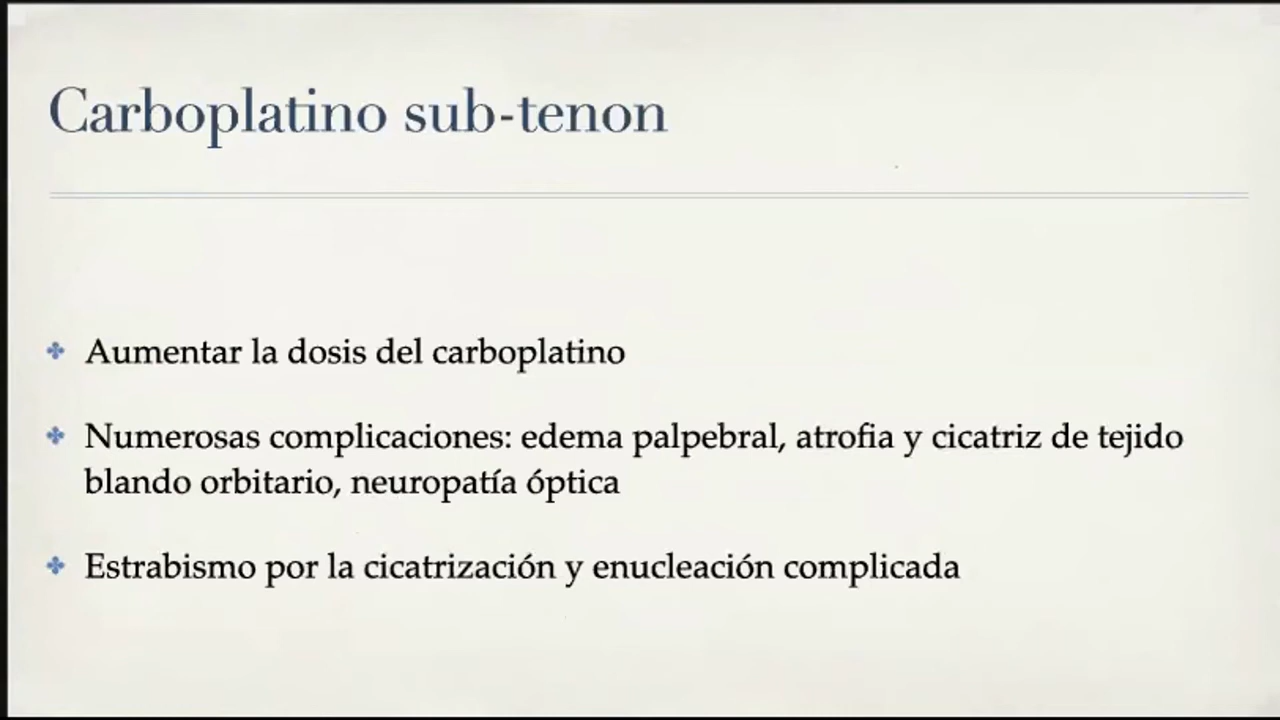 Carboplatino sub-tenon
Aumentar la dosis del carboplatino
Numerosas complicaciones: edema palpebral, atrofia y cicatriz de tejido
blando orbitario, neuropatía óptica
Estrabismo por la cicatrización y enucleación complicada